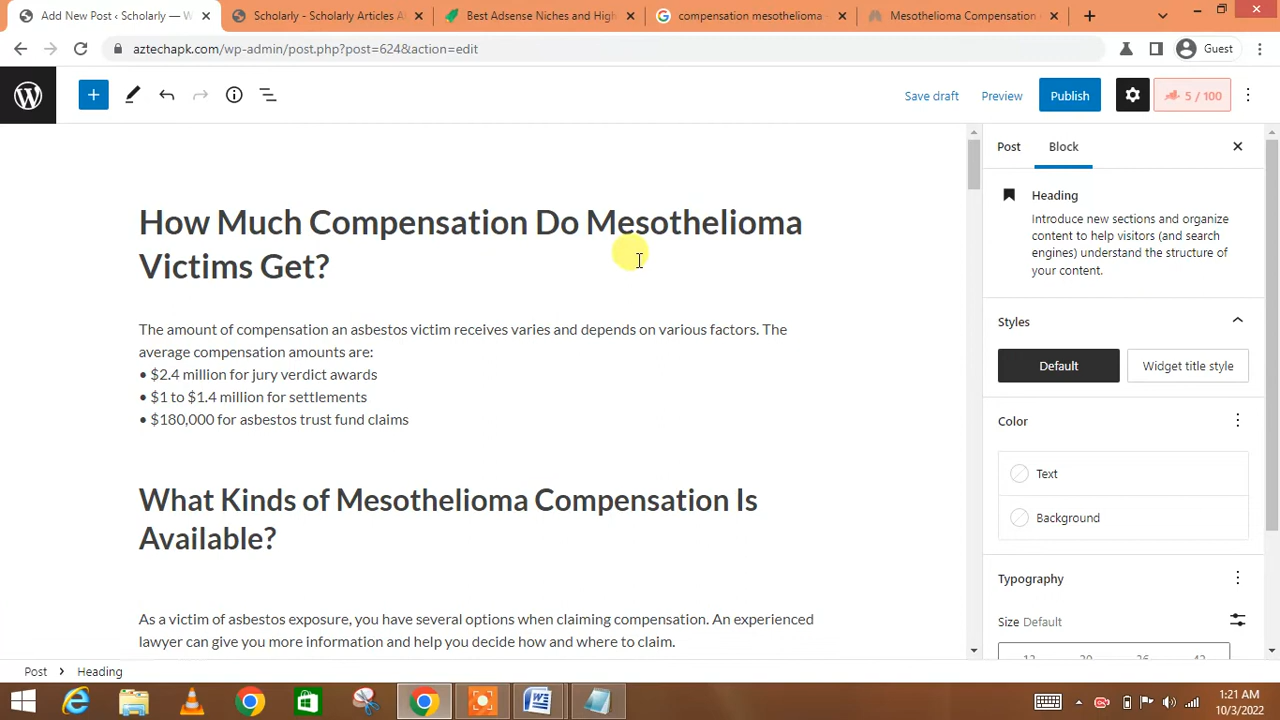 Add New Post ‹ Scholarly — W
Scholarly - Scholarly Articles A
Best Adsense Niches and High
compensation mesothelioma -
Mesothelioma Compensation
aztechapk.com/wp-admin/post.php?post=624&action=edit
Guest
Save draft
Preview
Publish
5 / 100
Post
Block
Heading
Introduce new sections and organize
content to help visitors (and search
engines) understand the structure of
your content.
Styles
Default
Widget title style
Color
Text
Background
Typography
Size Default
How Much Compensation Do Mesothelioma
Victims Get?
The amount of compensation an asbestos victim receives varies and depends on various factors. The
average compensation amounts are:
• $2.4 million for jury verdict awards
• $1 to $1.4 million for settlements
• $180,000 for asbestos trust fund claims
What Kinds of Mesothelioma Compensation Is
Available?
As a victim of asbestos exposure, you have several options when claiming compensation. An experienced
lawyer can give you more information and help you decide how and where to claim.
Post
Heading
1:21 AM
10/3/2022